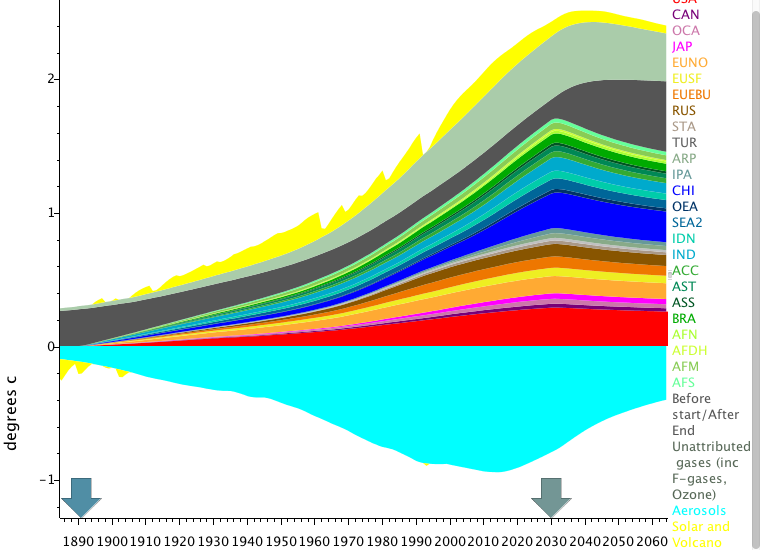 USA
CAN
OCA
JAP
EUNO
EUSF
EUEBU
RUS
STA
TUR
ARP
IPA
CHI
OEA
SEA2
IDN
IND
ACC
AST
ASS
BRA
AFN
AFDH
AFM
AFS
Before
start/After
End
Unattributed
gases (inc
F-gases,
Ozone)
Aerosols
Solar and
Volcano
degrees c
2
1
0
-1
1890 1900 1910 1920 1930 1940 1950 1960 1970 1980 1990 2000 2010 2020 2030 2040 2050 2060